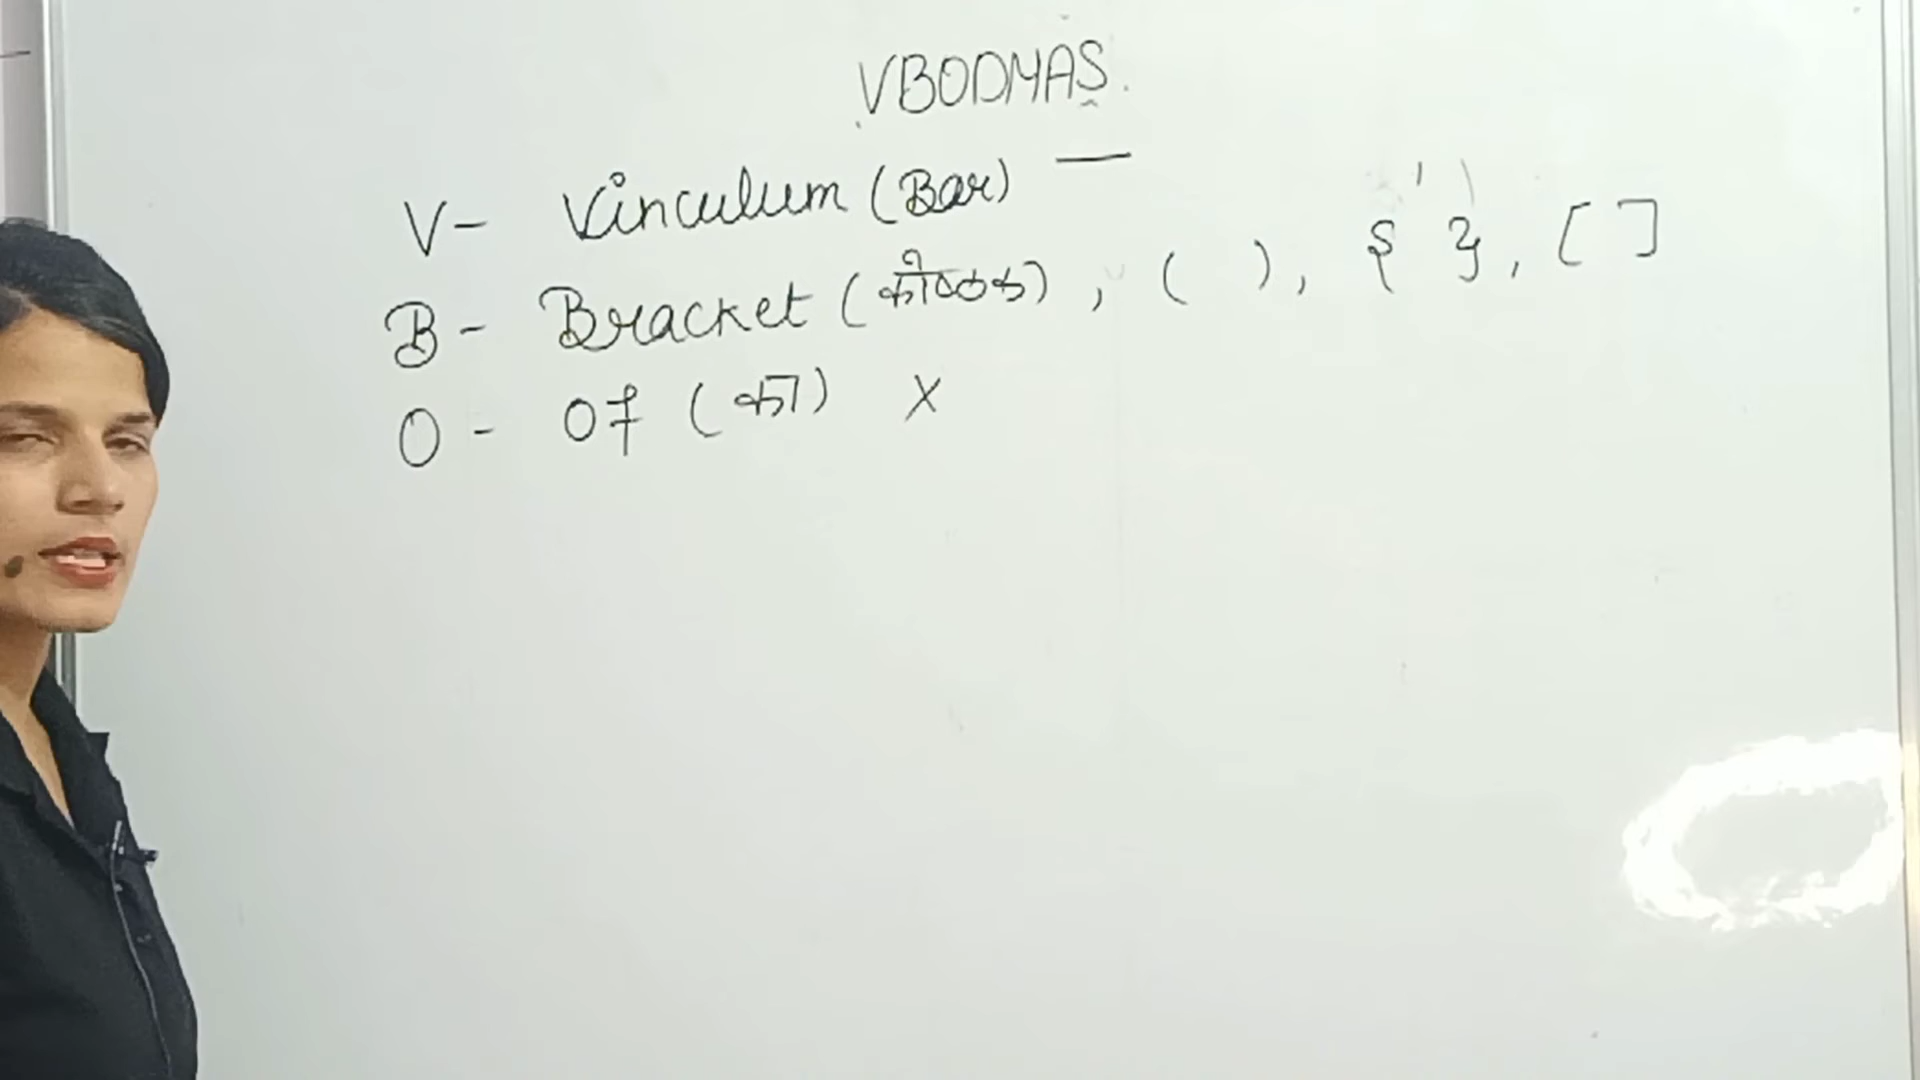 VBODMAS.
V- Vinculum (Bar) —
B- Bracket (कोष्ठक), ( ), { }, [ ]
O- Of (का) ×